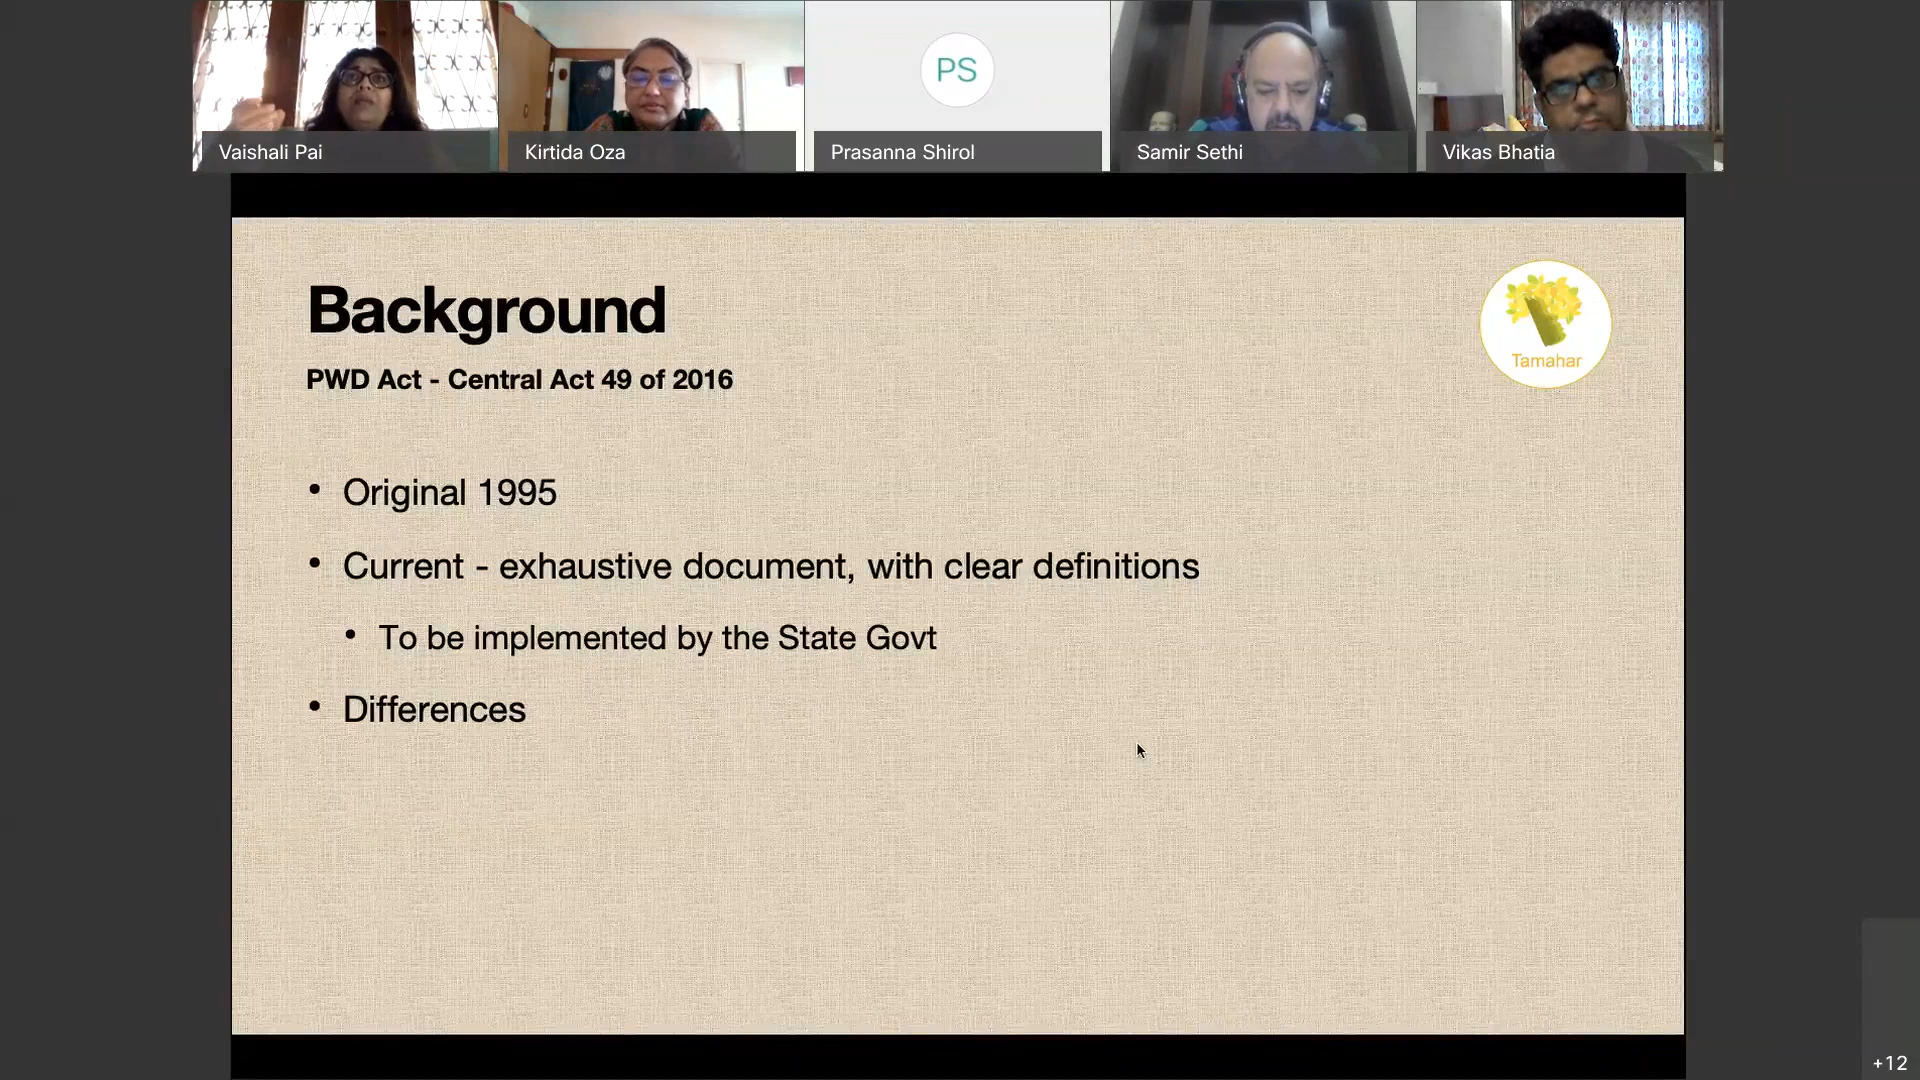 Vaishali Pai
Kirtida Oza
PS
Prasanna Shirol
Samir Sethi
Vikas Bhatia
Background
PWD Act - Central Act 49 of 2016
Tamahar
• Original 1995
• Current - exhaustive document, with clear definitions
• To be implemented by the State Govt
• Differences
+12